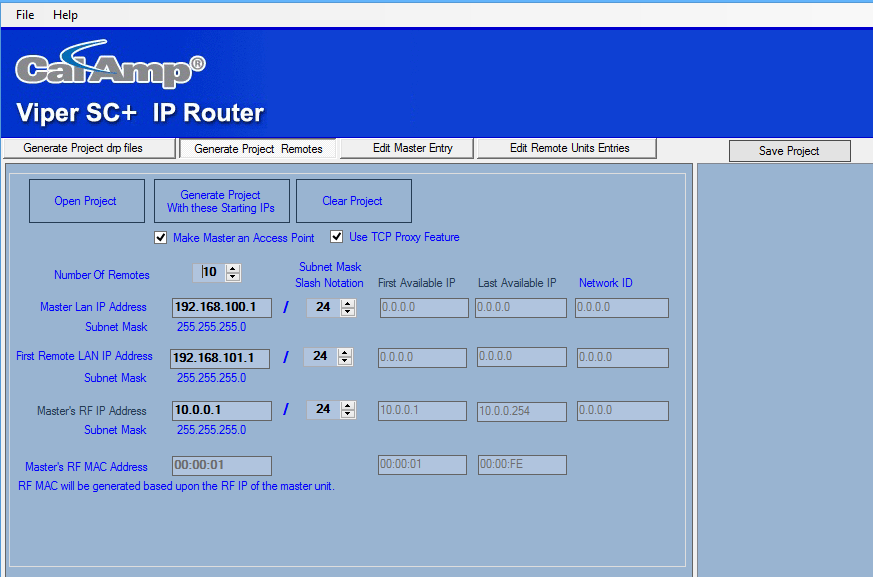 File Help
CalAmp®
Viper SC+ IP Router
Generate Project drp files
Generate Project Remotes
Edit Master Entry
Edit Remote Units Entries
Save Project
Open Project
Generate Project
With these Starting IPs
Clear Project
Make Master an Access Point
Use TCP Proxy Feature
Number Of Remotes 10
Subnet Mask
Slash Notation
First Available IP
Last Available IP
Network ID
Master Lan IP Address 192.168.100.1 / 24 0.0.0.0 0.0.0.0 0.0.0.0
Subnet Mask 255.255.255.0
First Remote LAN IP Address 192.168.101.1 / 24 0.0.0.0 0.0.0.0 0.0.0.0
Subnet Mask 255.255.255.0
Master's RF IP Address 10.0.0.1 / 24 10.0.0.1 10.0.0.254 0.0.0.0
Subnet Mask 255.255.255.0
Master's RF MAC Address 00:00:01 00:00:01 00:00:FE
RF MAC will be generated based upon the RF IP of the master unit.